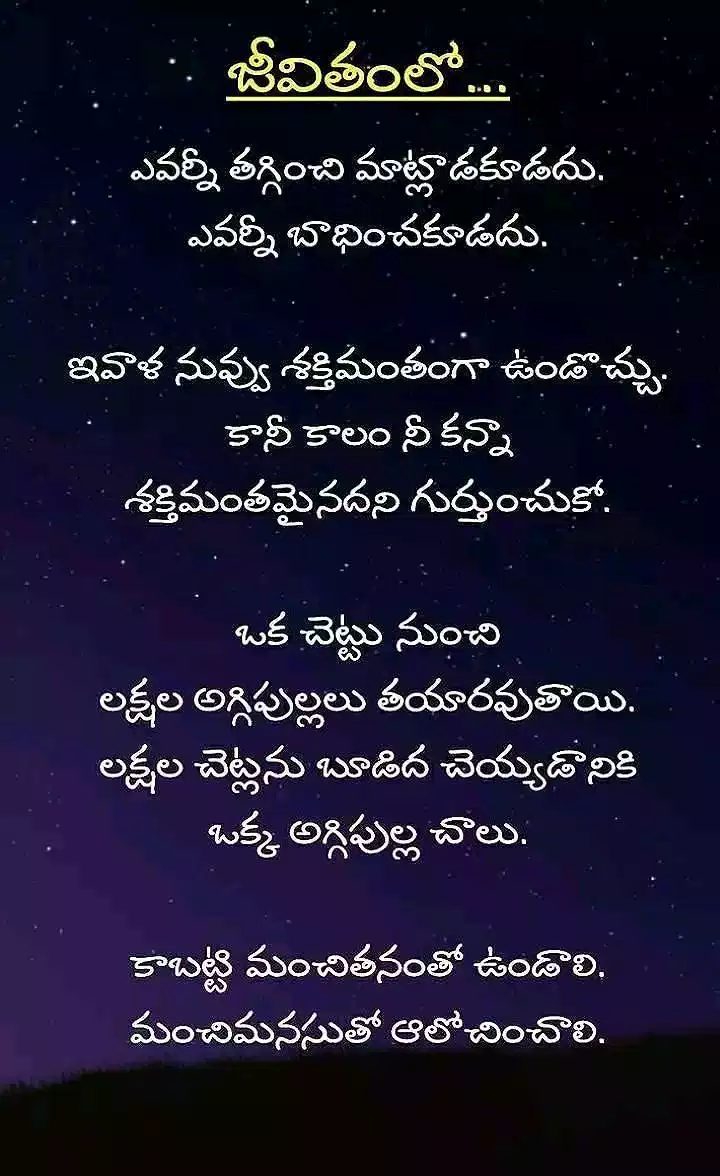 జీవితంలో...
ఎవర్నీ తగ్గించి మాట్లాడకూడదు.
ఎవర్నీ బాధించకూడదు.
ఇవాళ నువ్వు శక్తిమంతంగా ఉండొచ్చు.
కానీ కాలం నీ కన్నా
శక్తిమంతమైనదని గుర్తుంచుకో.
ఒక చెట్టు నుంచి
లక్షల అగ్గిపుల్లలు తయారవుతాయి.
లక్షల చెట్లను బూడిద చెయ్యడానికి
ఒక్క అగ్గిపుల్ల చాలు.
కాబట్టి మంచితనంతో ఉండాలి.
మంచిమనసుతో ఆలోచించాలి.